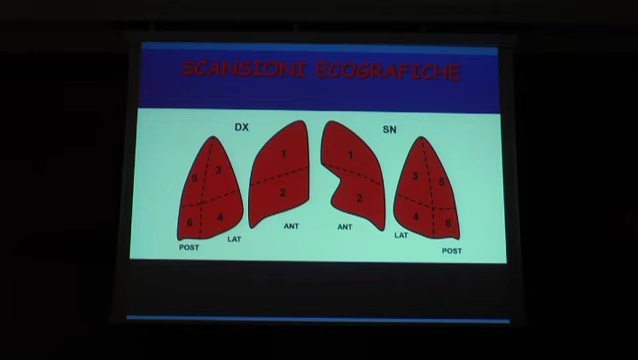 SCANSIONI ECOGRAFICHE
DX
SN
1
1
5
3
3
5
2
2
6
4
4
6
POST
LAT
ANT
ANT
LAT
POST